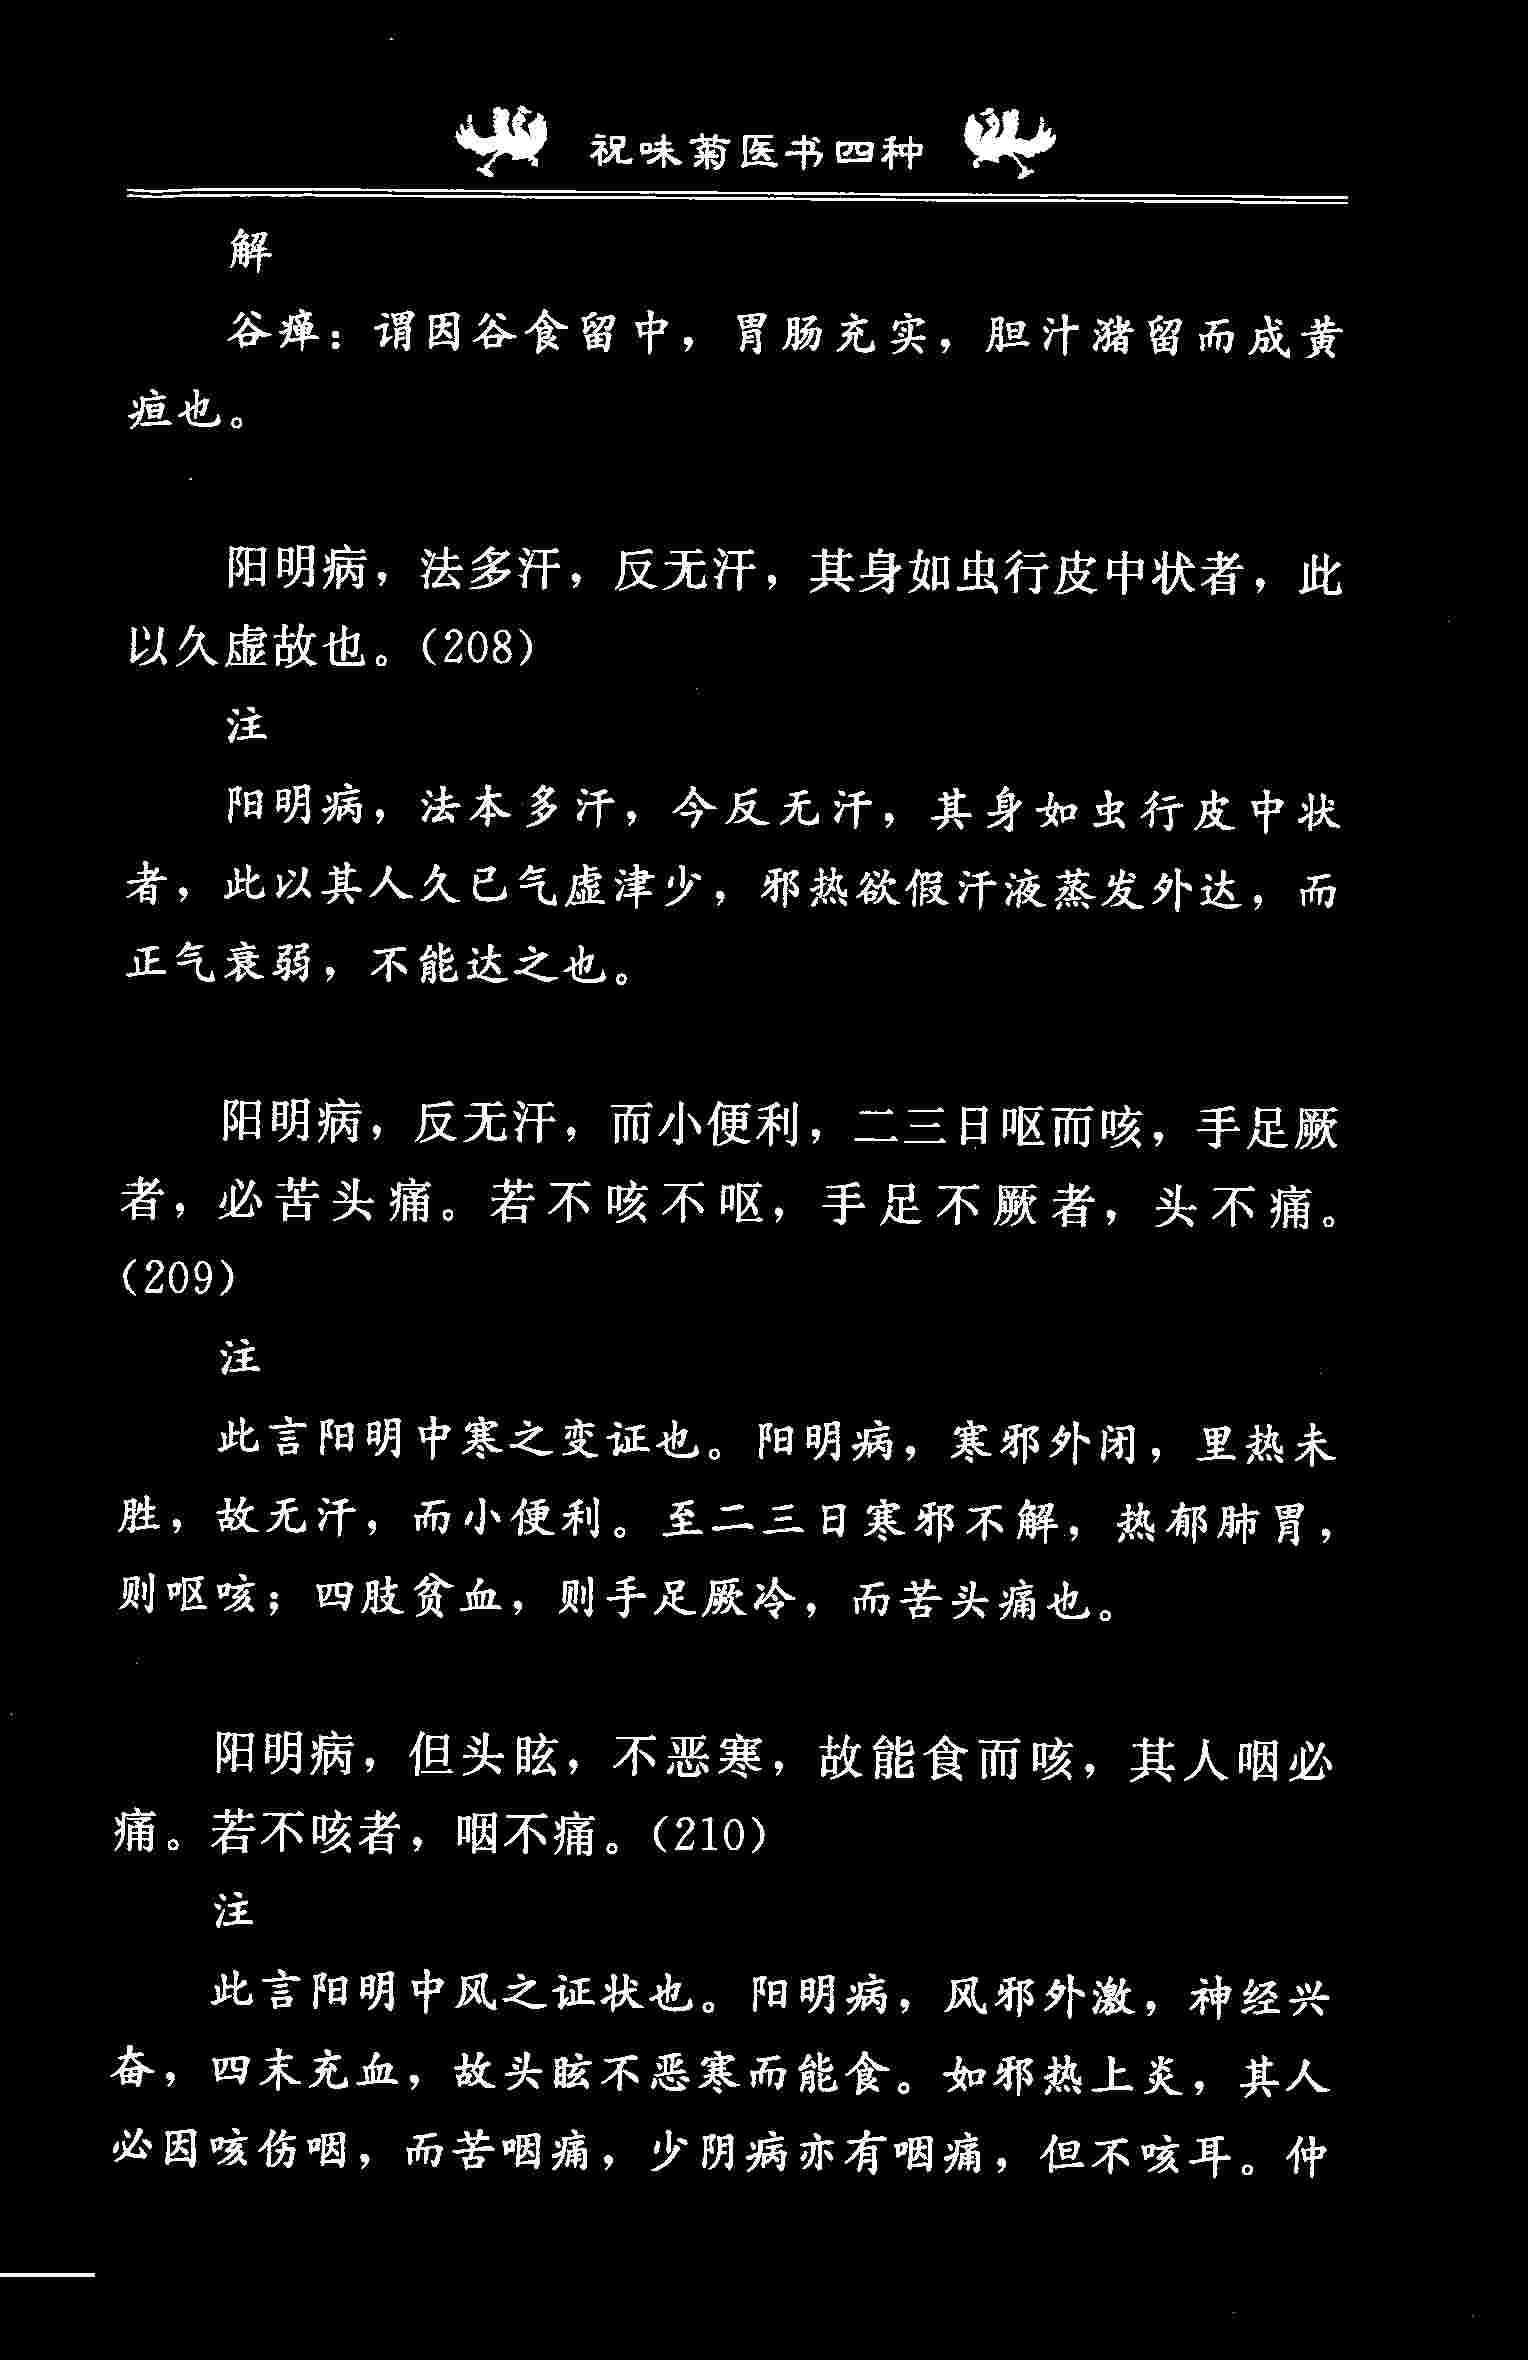 祝味菊医书四种
解
谷瘅：谓因谷食留中，胃肠充实，胆汁潴留而成黄
疸也。
阳明病，法多汗，反无汗，其身如虫行皮中状者，此
以久虚故也。(208)
注
阳明病，法本多汗，今反无汗，其身如虫行皮中状
者，此以其人久已气虚津少，邪热欲假汗液蒸发外达，而
正气衰弱，不能达之也。
阳明病，反无汗，而小便利，二三日呕而咳，手足厥
者，必苦头痛。若不咳不呕，手足不厥者，头不痛。
(209)
注
此言阳明中寒之变证也。阳明病，寒邪外闭，里热未
胜，故无汗，而小便利。至二三日寒邪不解，热郁肺胃，
则呕咳；四肢贫血，则手足厥冷，而苦头痛也。
阳明病，但头眩，不恶寒，故能食而咳，其人咽必
痛。若不咳者，咽不痛。(210)
注
此言阳明中风之证状也。阳明病，风邪外激，神经兴
奋，四末充血，故头眩不恶寒而能食。如邪热上炎，其人
必因咳伤咽，而苦咽痛，少阴病亦有咽痛，但不咳耳。仲